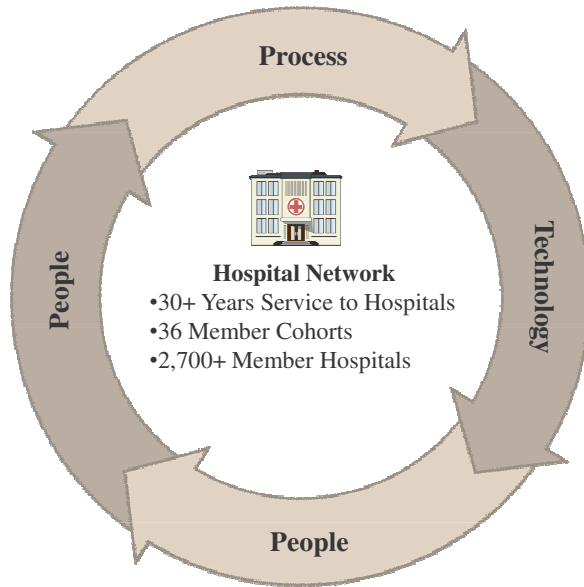 Process
Technology
People
People
Hospital Network
•30+ Years Service to Hospitals
•36 Member Cohorts
•2,700+ Member Hospitals